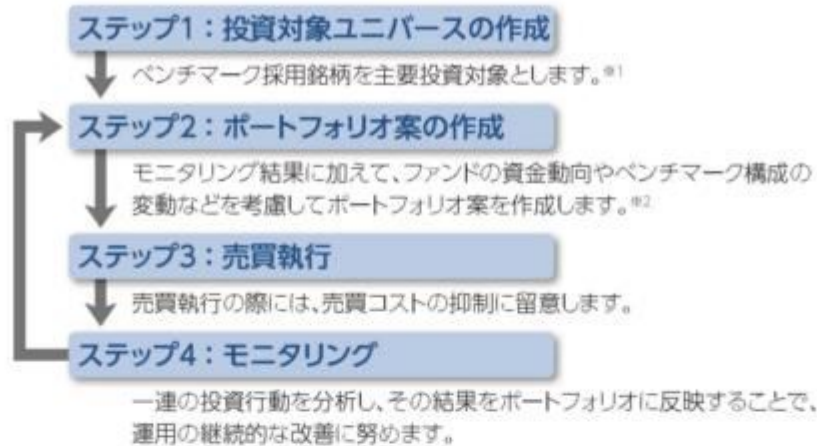 ステップ1：投資対象ユニバースの作成
ベンチマーク採用銘柄を主要投資対象とします。※1
ステップ2：ポートフォリオ案の作成
モニタリング結果に加えて、ファンドの資金動向やベンチマーク構成の
変動などを考慮してポートフォリオ案を作成します。※2
ステップ3：売買執行
売買執行の際には、売買コストの抑制に留意します。
ステップ4：モニタリング
一連の投資行動を分析し、その結果をポートフォリオに反映することで、
運用の継続的な改善に努めます。